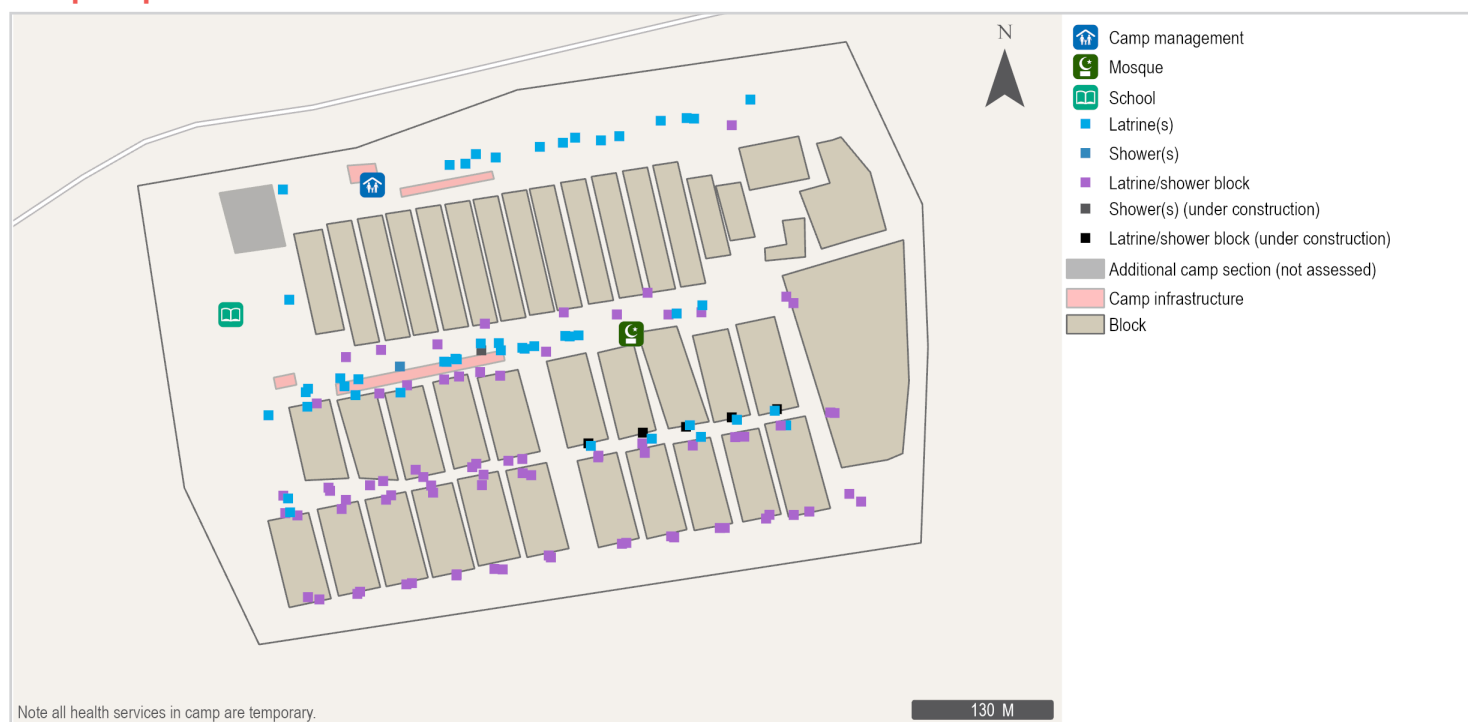 N
Camp management
Mosque
School
Latrine(s)
Shower(s)
Latrine/shower block
Shower(s) (under construction)
Latrine/shower block (under construction)
Additional camp section (not assessed)
Camp infrastructure
Block
Note all health services in camp are temporary.
130 M